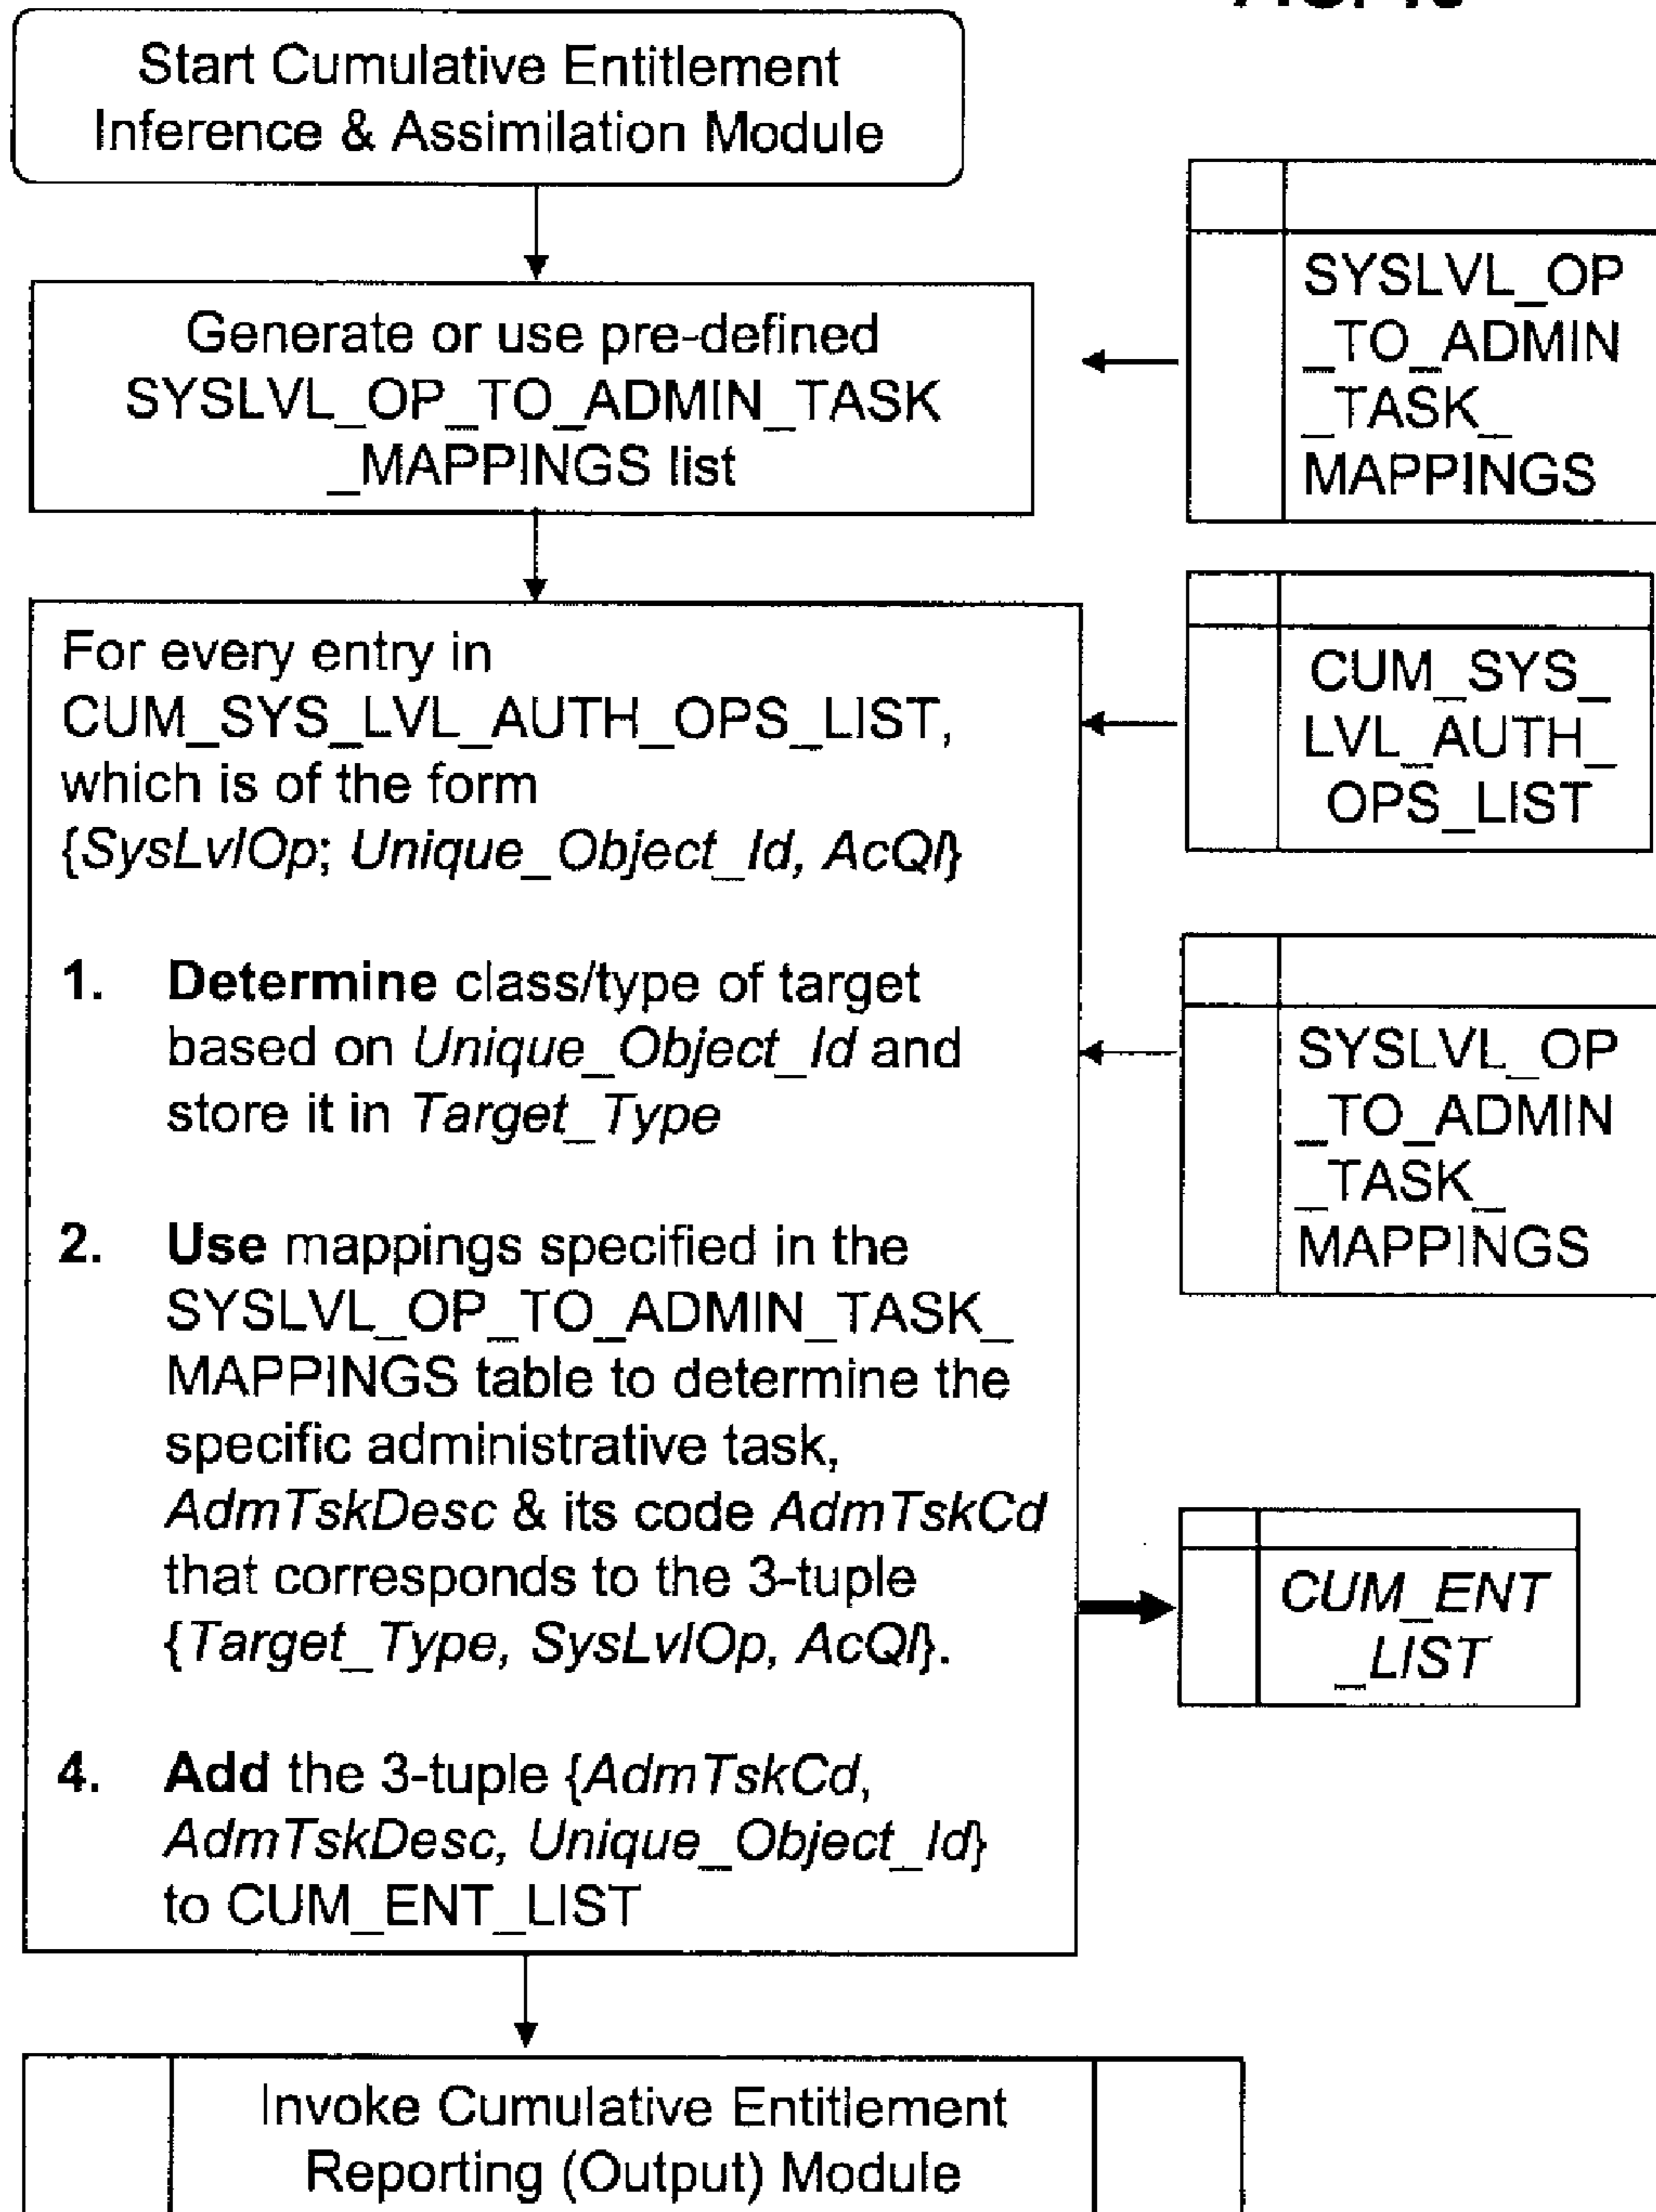 Start Cumulative Entitlement
Inference & Assimilation Module
Generate or use pre-defined
SYSLVL_OP_TO_ADMIN_TASK
_MAPPINGS list
SYSLVL_OP
_TO_ADMIN
_TASK_
MAPPINGS
For every entry in
CUM_SYS_LVL_AUTH_OPS_LIST,
which is of the form
{SysLvlOp; Unique_Object_Id, AcQl}
CUM_SYS_
LVL_AUTH_
OPS_LIST
1. Determine class/type of target
based on Unique_Object_Id and
store it in Target_Type
SYSLVL_OP
_TO_ADMIN
_TASK_
MAPPINGS
2. Use mappings specified in the
SYSLVL_OP_TO_ADMIN_TASK_
MAPPINGS table to determine the
specific administrative task,
AdmTskDesc & its code AdmTskCd
that corresponds to the 3-tuple
{Target_Type, SysLvlOp, AcQl}.
CUM_ENT
_LIST
4. Add the 3-tuple {AdmTskCd,
AdmTskDesc, Unique_Object_Id}
to CUM_ENT_LIST
Invoke Cumulative Entitlement
Reporting (Output) Module